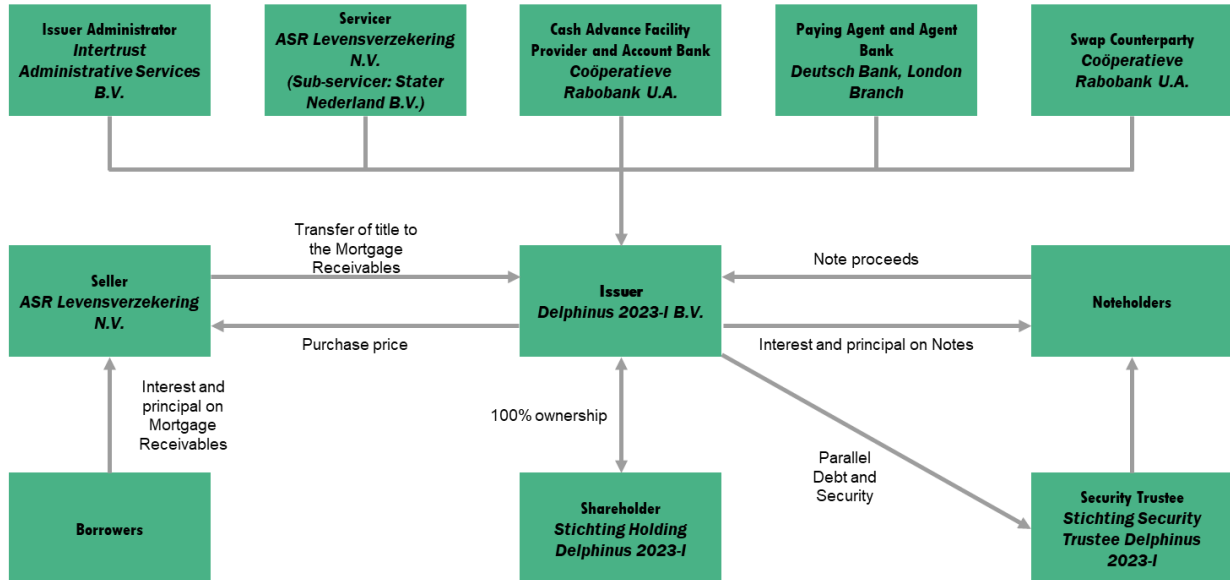 Issuer Administrator
Intertrust
Administrative Services
B.V.
Servicer
ASR Levensverzekering
N.V.
(Sub-servicer: Stater
Nederland B.V.)
Cash Advance Facility
Provider and Account Bank
Coöperatieve
Rabobank U.A.
Paying Agent and Agent
Bank
Deutsch Bank, London
Branch
Swap Counterparty
Coöperatieve
Rabobank U.A.
Transfer of title to
the Mortgage
Receivables
Note proceeds
Seller
ASR Levensverzekering
N.V.
Issuer
Delphinus 2023-I B.V.
Noteholders
Purchase price
Interest and principal on Notes
Interest and
principal on
Mortgage
Receivables
100% ownership
Parallel
Debt and
Security
Borrowers
Shareholder
Stichting Holding
Delphinus 2023-I
Security Trustee
Stichting Security
Trustee Delphinus
2023-I